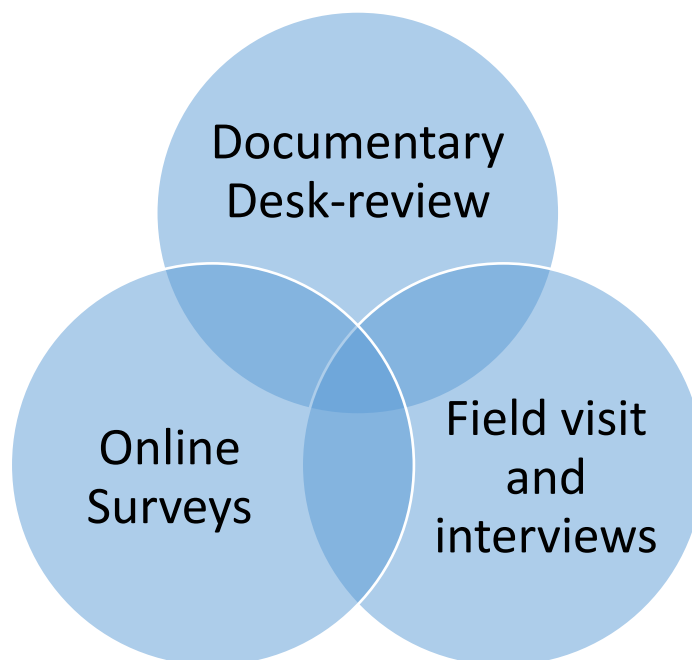 Documentary
Desk-review
Online
Surveys
Field visit
and
interviews